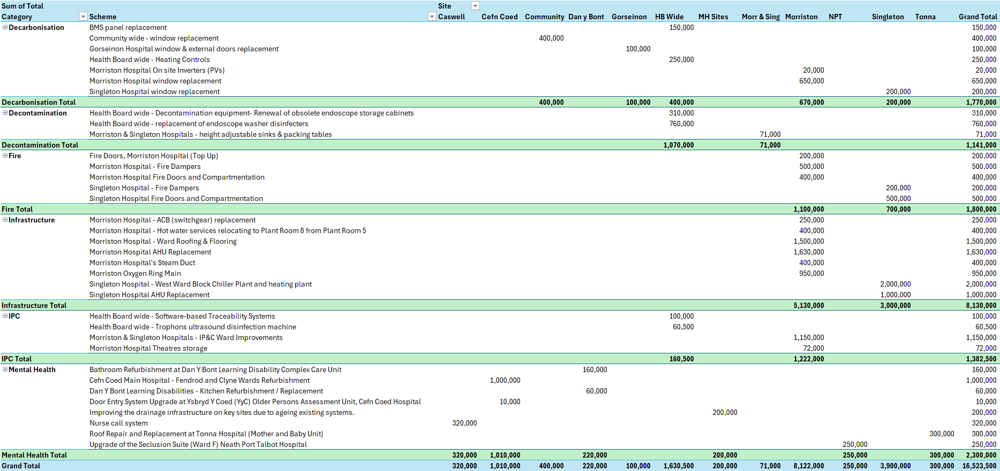 Sum of Total Site
Category Scheme Caswell Cefn Coed Community Dan y Bont Gorseinon HB Wide MH Sites Morr & Sing Morriston NPT Singleton Tonna Grand Total
Decarbonisation BMS panel replacement 150,000 150,000
Community wide - window replacement 400,000 400,000
Gorseinon Hospital window & external doors replacement 100,000 100,000
Health Board wide - Heating Controls 250,000 250,000
Morriston Hospital On site Inverters (PVs) 20,000 20,000
Morriston Hospital window replacement 650,000 650,000
Singleton Hospital window replacement 200,000 200,000
Decarbonisation Total 400,000 100,000 400,000 670,000 200,000 1,770,000
Decontamination Health Board wide - Decontamination equipment- Renewal of obsolete endoscope storage cabinets 310,000 310,000
Health Board wide - replacement of endoscope washer disinfecters 760,000 760,000
Morriston & Singleton Hospitals - height adjustable sinks & packing tables 71,000 71,000
Decontamination Total 1,070,000 71,000 1,141,000
Fire Fire Doors, Morriston Hospital (Top Up) 200,000 200,000
Morriston Hospital - Fire Dampers 500,000 500,000
Morriston Hospital Fire Doors and Compartmentation 400,000 400,000
Singleton Hospital - Fire Dampers 200,000 200,000
Singleton Hospital Fire Doors and Compartmentation 500,000 500,000
Fire Total 1,100,000 700,000 1,800,000
Infrastructure Morriston Hospital - ACB (switchgear) replacement 250,000 250,000
Morriston Hospital - Hot water services relocating to Plant Room 8 from Plant Room 5 400,000 400,000
Morriston Hospital - Ward Roofing & Flooring 1,500,000 1,500,000
Morriston Hospital AHU Replacement 1,630,000 1,630,000
Morriston Hospital's Steam Duct 400,000 400,000
Morriston Oxygen Ring Main 950,000 950,000
Singleton Hospital - West Ward Block Chiller Plant and heating plant 2,000,000 2,000,000
Singleton Hospital AHU Replacement 1,000,000 1,000,000
Infrastructure Total 5,130,000 3,000,000 8,130,000
IPC Health Board wide - Software-based Traceability Systems 100,000 100,000
Health Board wide - Trophons ultrasound disinfection machine 60,500 60,500
Morriston & Singleton Hospitals - IP&C Ward Improvements 1,150,000 1,150,000
Morriston Hospital Theatres storage 72,000 72,000
IPC Total 160,500 1,222,000 1,382,500
Mental Health Bathroom Refurbishment at Dan Y Bont Learning Disability Complex Care Unit 160,000 160,000
Cefn Coed Main Hospital - Fendrod and Clyne Wards Refurbishment 1,000,000 1,000,000
Dan Y Bont Learning Disabilities - Kitchen Refurbishment / Replacement 60,000 60,000
Door Entry System Upgrade at Ysbryd Y Coed (YyC) Older Persons Assessment Unit, Cefn Coed Hospital 10,000 10,000
Improving the drainage infrastructure on key sites due to ageing existing systems. 200,000 200,000
Nurse call system 320,000 320,000
Roof Repair and Replacement at Tonna Hospital (Mother and Baby Unit) 300,000 300,000
Upgrade of the Seclusion Suite (Ward F) Neath Port Talbot Hospital 250,000 250,000
Mental Health Total 320,000 1,010,000 220,000 200,000 250,000 300,000 2,300,000
Grand Total 320,000 1,010,000 400,000 220,000 100,000 1,630,500 200,000 71,000 8,122,000 250,000 3,900,000 300,000 16,523,500